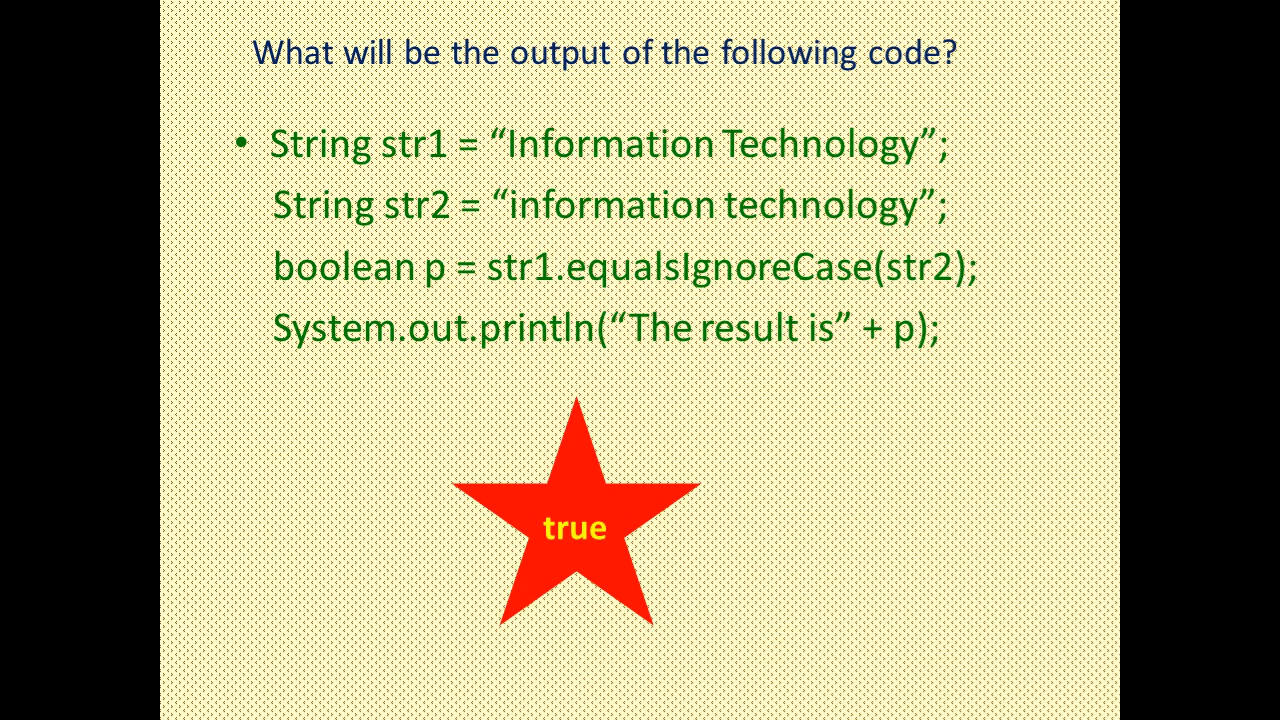 What will be the output of the following code?
• String str1 = “Information Technology”;
String str2 = “information technology”;
boolean p = str1.equalsIgnoreCase(str2);
System.out.println(“The result is” + p);
true